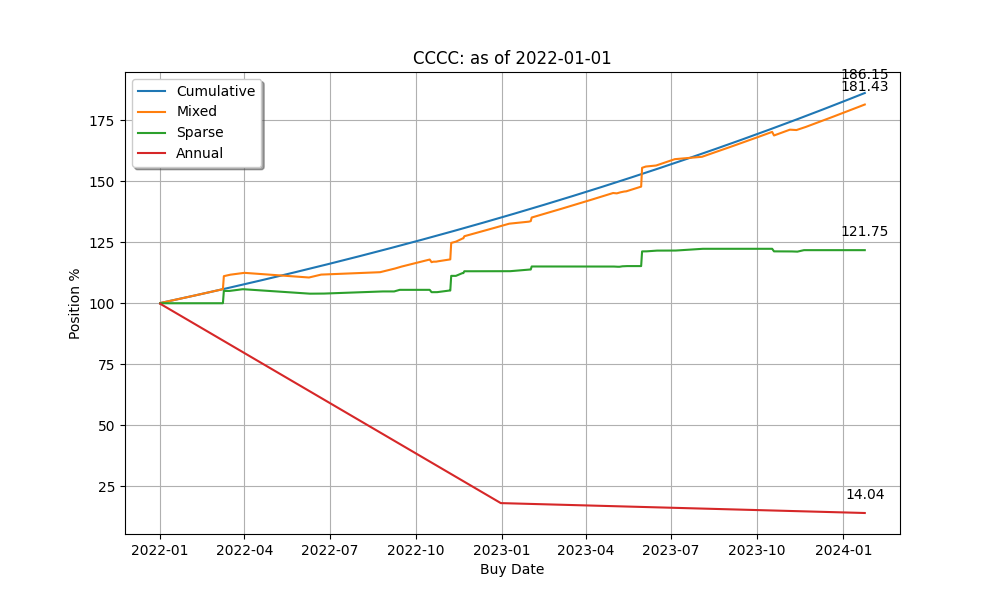 CCCC: as of 2022-01-01
186.15
181.43
Cumulative
Mixed
Sparse
Annual
175
150
125
121.75
100
75
50
25
14.04
Position %
2022-01 2022-04 2022-07 2022-10 2023-01 2023-04 2023-07 2023-10 2024-01
Buy Date